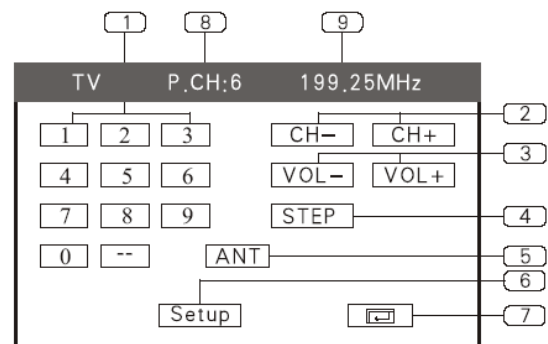 1 8 9
TV P.CH:6 199.25MHz
1 2 3 CH− CH+ 2
3
4 5 6 VOL− VOL+
7 8 9 STEP 4
0 -- ANT 5
6
Setup 7